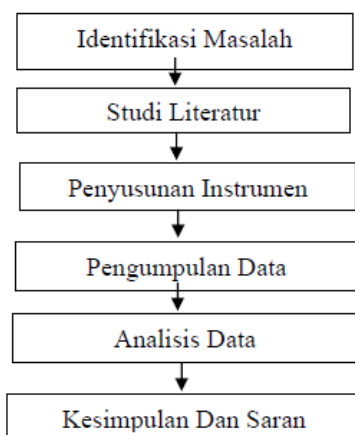 Identifikasi Masalah
Studi Literatur
Penyusunan Instrumen
Pengumpulan Data
Analisis Data
Kesimpulan Dan Saran